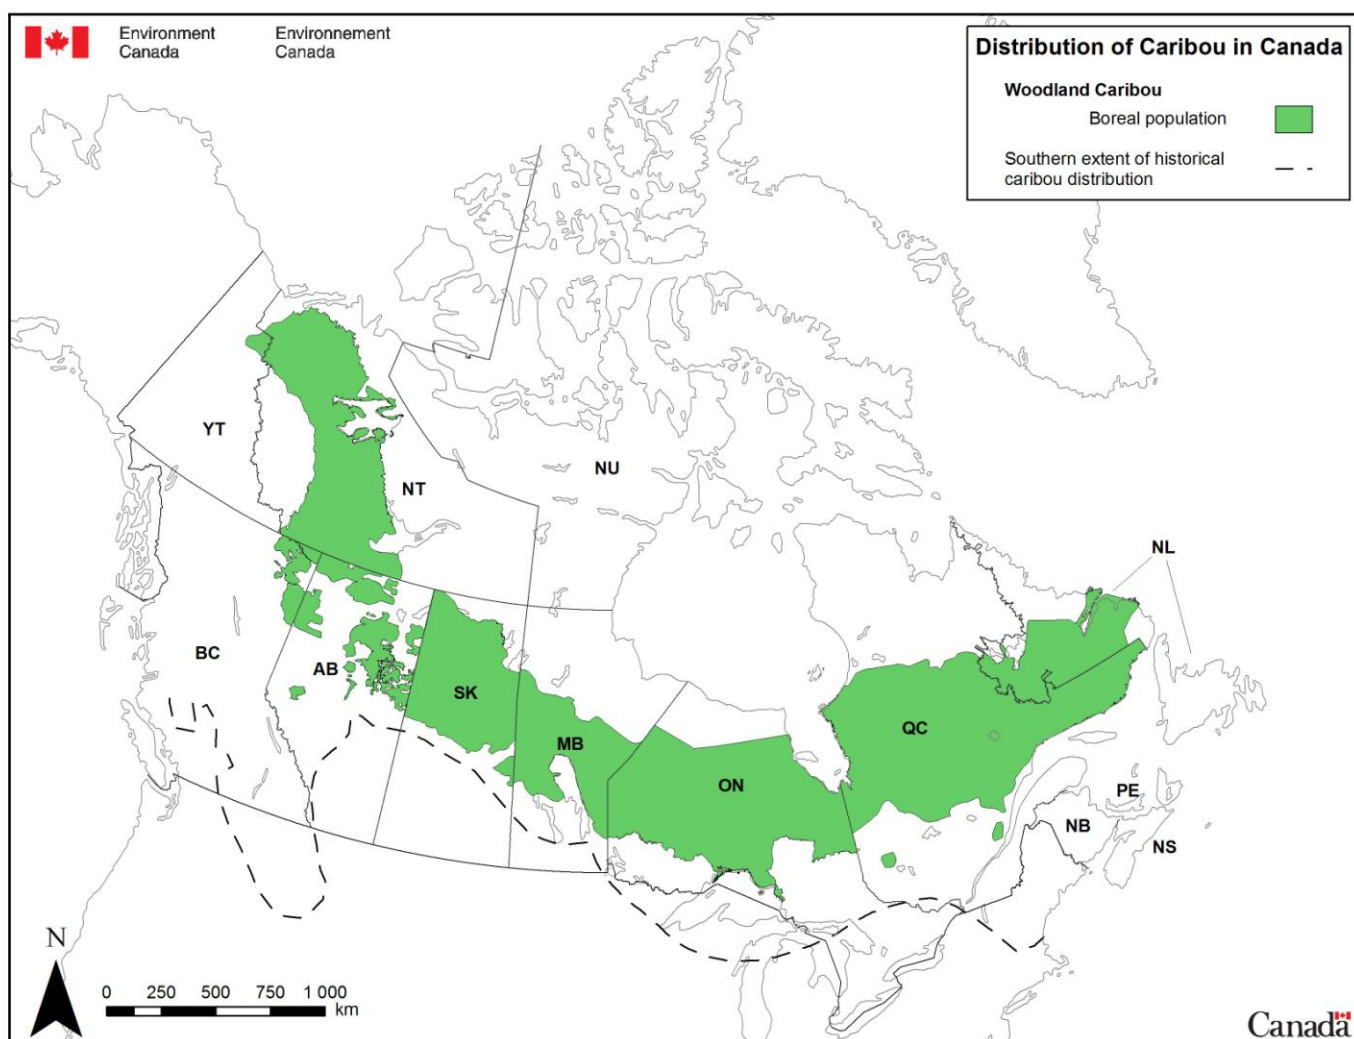 Environment
Canada
Environnement
Canada
Distribution of Caribou in Canada
Woodland Caribou
Boreal population
Southern extent of historical
caribou distribution
YT
NT
NU
NL
BC
AB
SK
MB
ON
QC
PE
NB
NS
N
0 250 500 750 1 000
km
Canada